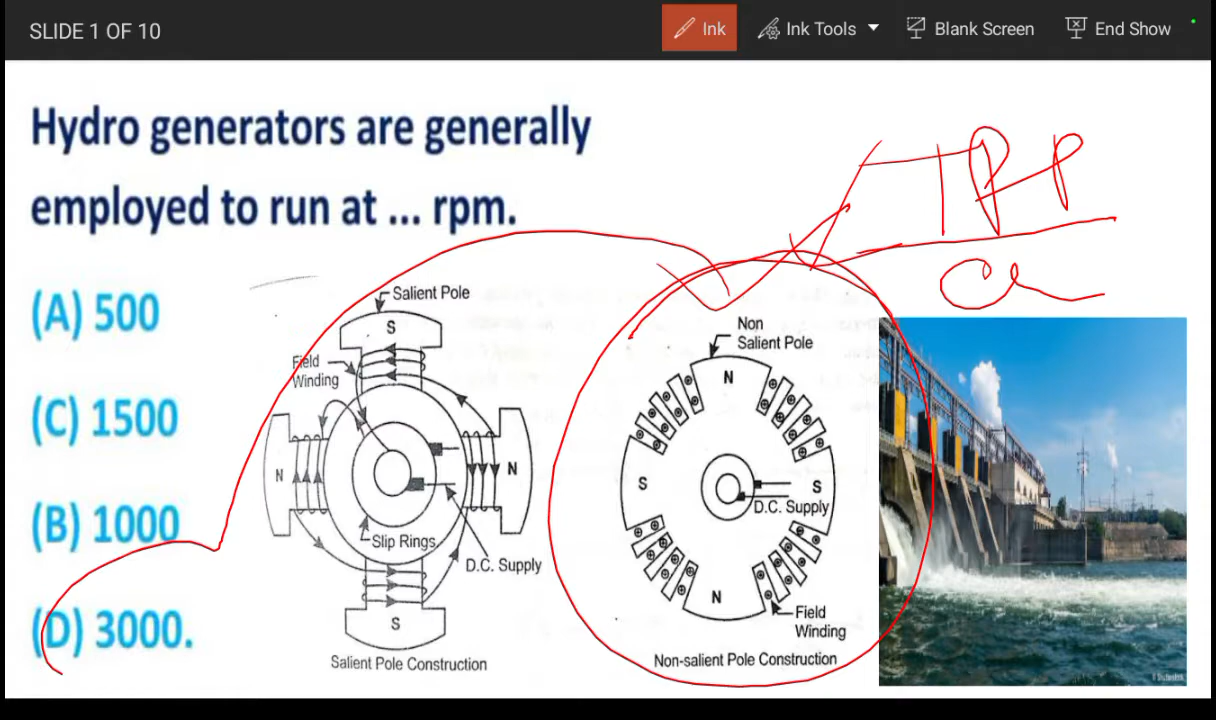 SLIDE 1 OF 10
Ink
Ink Tools
Blank Screen
End Show
Hydro generators are generally
employed to run at ... rpm.
(A) 500
(C) 1500
(B) 1000
(D) 3000.
Salient Pole
S
Field
Winding
N
N
Slip Rings
D.C. Supply
S
Salient Pole Construction
Non
Salient Pole
N
S
S
D.C. Supply
N
Field
Winding
Non-salient Pole Construction
TPP